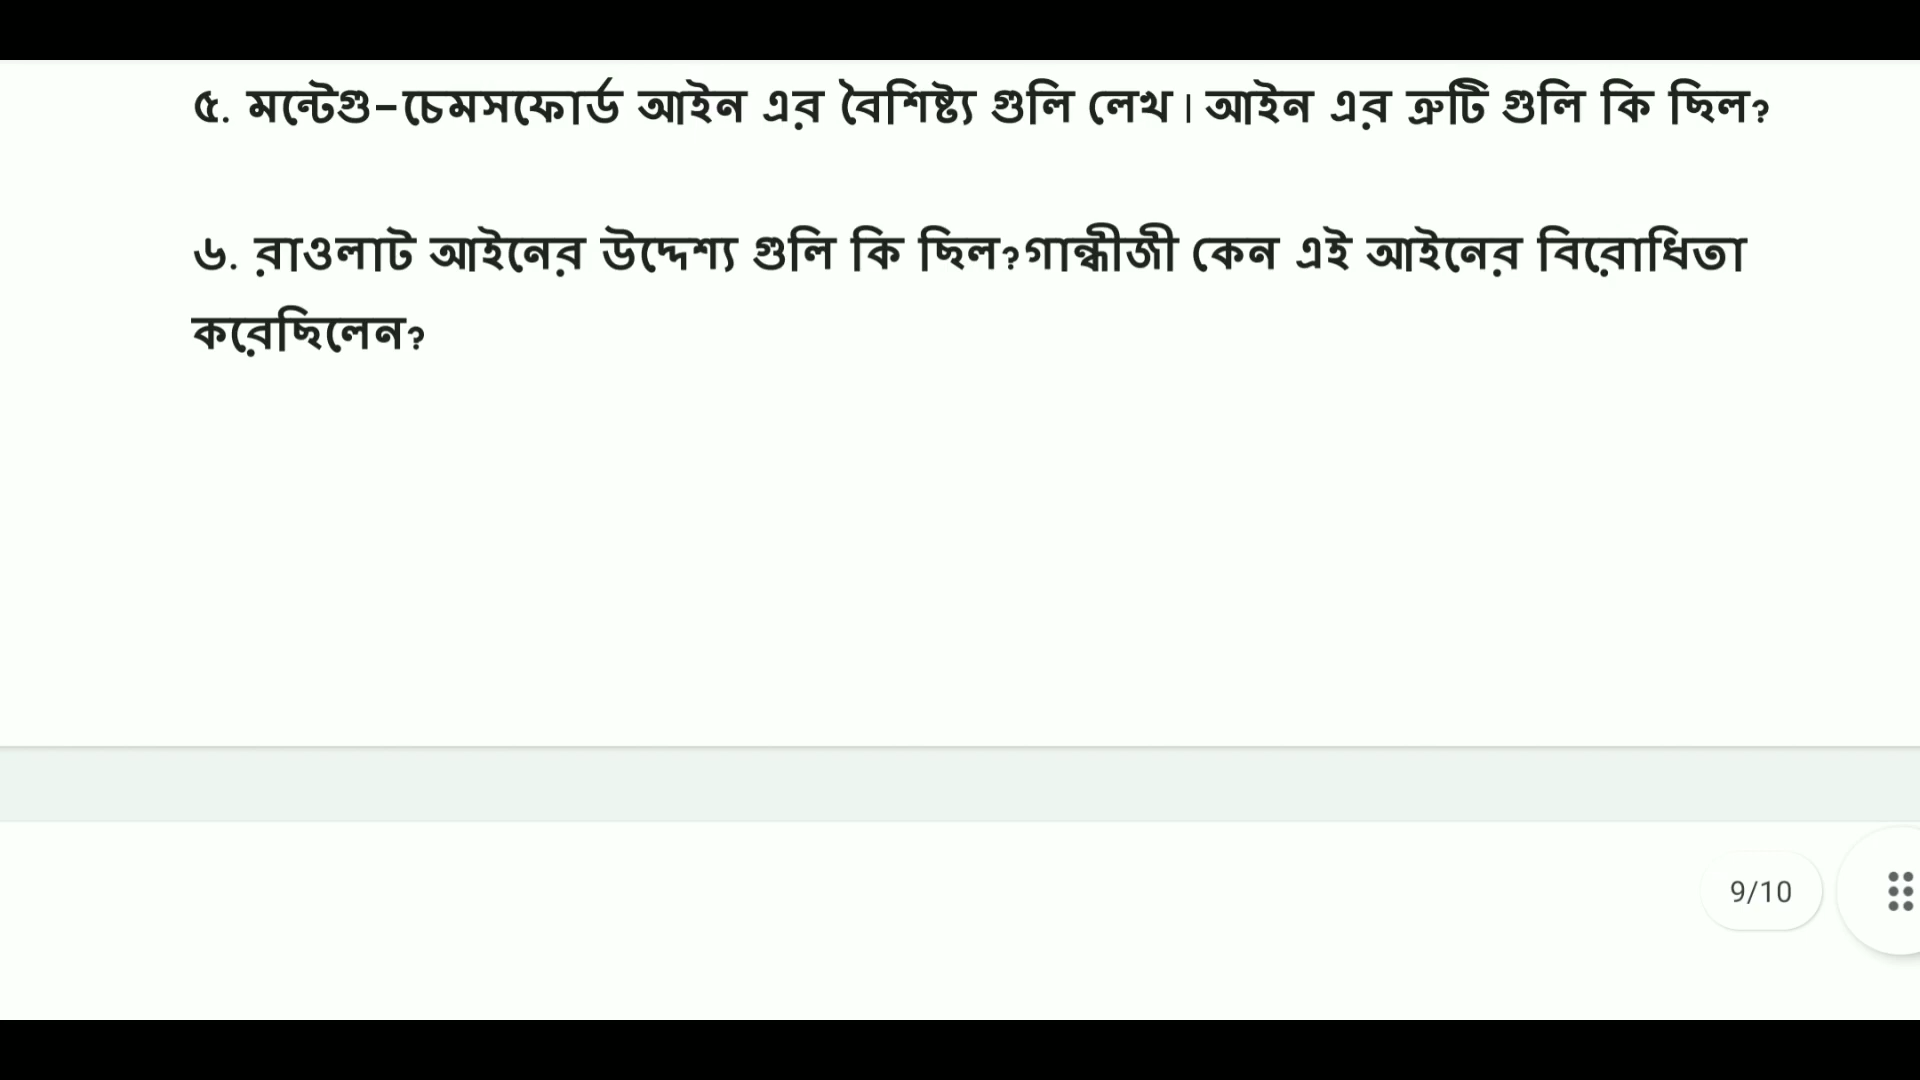 ৫. মন্টেগু-চেমসফোর্ড আইন এর বৈশিষ্ট্য গুলি লেখ। আইন এর ত্রুটি গুলি কি ছিল?
৬. রাওলাট আইনের উদ্দেশ্য গুলি কি ছিল?গান্ধীজী কেন এই আইনের বিরোধিতা
করেছিলেন?
9/10